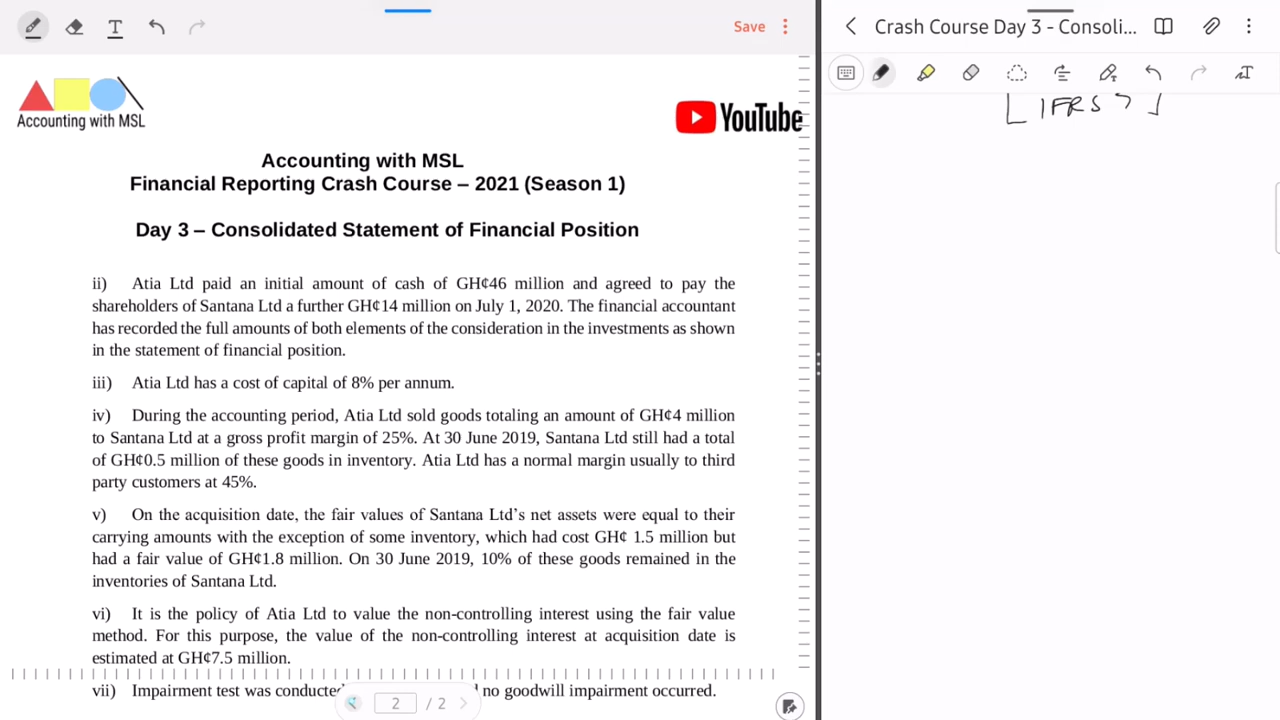 Save
Crash Course Day 3 - Consoli...
Accounting with MSL
YouTube
[IFRS
Accounting with MSL
Financial Reporting Crash Course – 2021 (Season 1)
Day 3 – Consolidated Statement of Financial Position
ii) Atia Ltd paid an initial amount of cash of GH¢46 million and agreed to pay the
shareholders of Santana Ltd a further GH¢14 million on July 1, 2020. The financial accountant
has recorded the full amounts of both elements of the consideration in the investments as shown
in the statement of financial position.
iii) Atia Ltd has a cost of capital of 8% per annum.
iv) During the accounting period, Atia Ltd sold goods totaling an amount of GH¢4 million
to Santana Ltd at a gross profit margin of 25%. At 30 June 2019, Santana Ltd still had a total
of GH¢0.5 million of these goods in inventory. Atia Ltd has a normal margin usually to third
party customers at 45%.
v) On the acquisition date, the fair values of Santana Ltd's net assets were equal to their
carrying amounts with the exception of some inventory, which had cost GH¢ 1.5 million but
had a fair value of GH¢1.8 million. On 30 June 2019, 10% of these goods remained in the
inventories of Santana Ltd.
vi) It is the policy of Atia Ltd to value the non-controlling interest using the fair value
method. For this purpose, the value of the non-controlling interest at acquisition date is
estimated at GH¢7.5 million.
vii) Impairment test was conducted no goodwill impairment occurred.
2 / 2